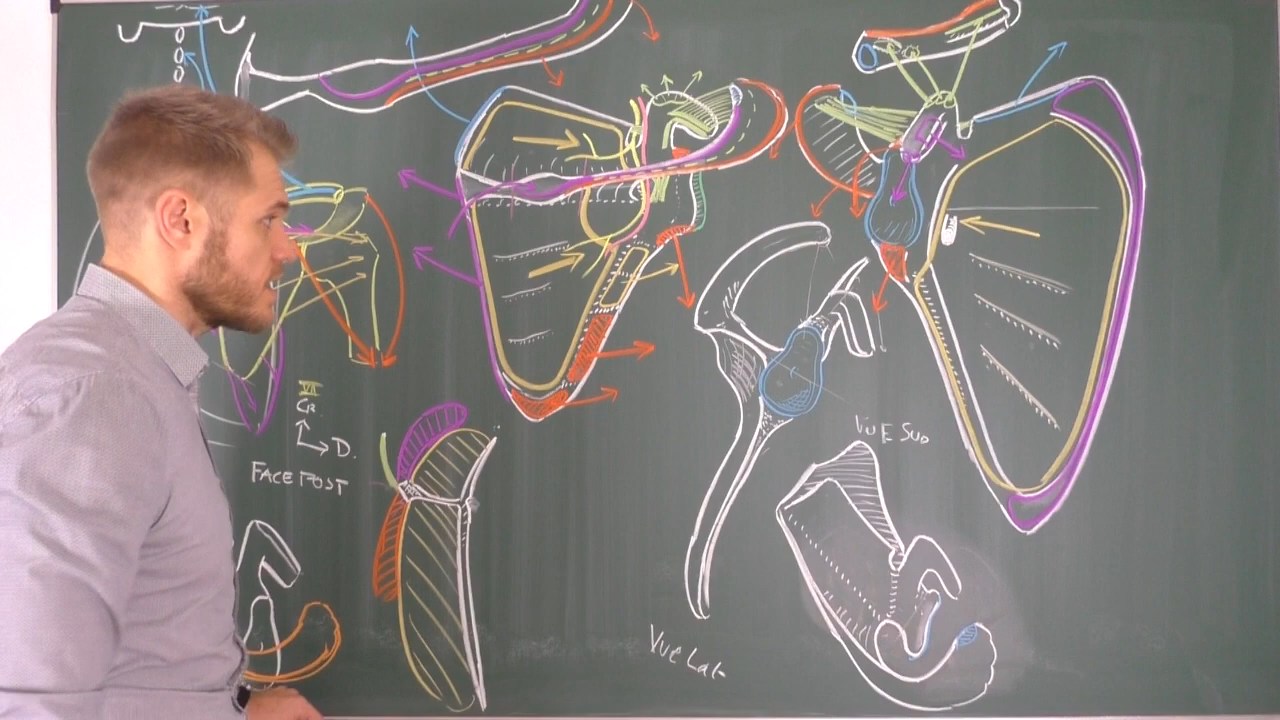 VII
Cr.
D.
FACE POST
VUE SUP
VUE Lat